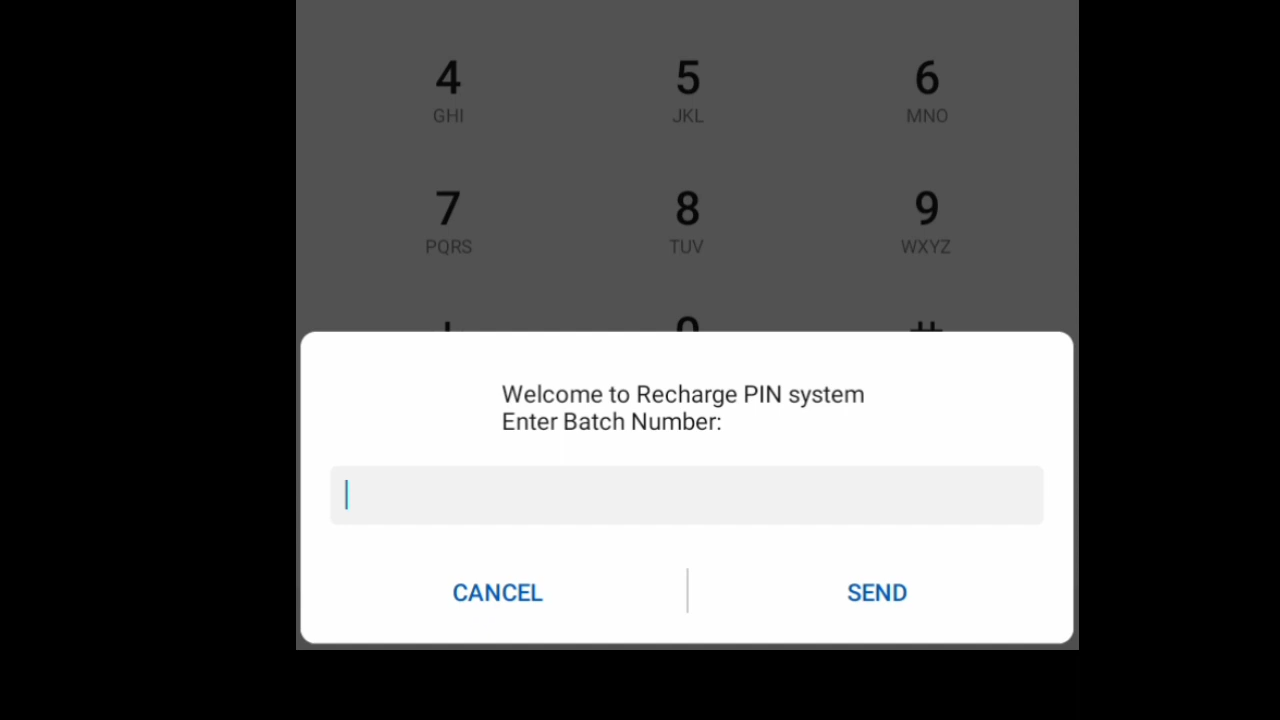 4 5 6
GHI JKL MNO
7 8 9
PQRS TUV WXYZ
Welcome to Recharge PIN system
Enter Batch Number:
CANCEL SEND